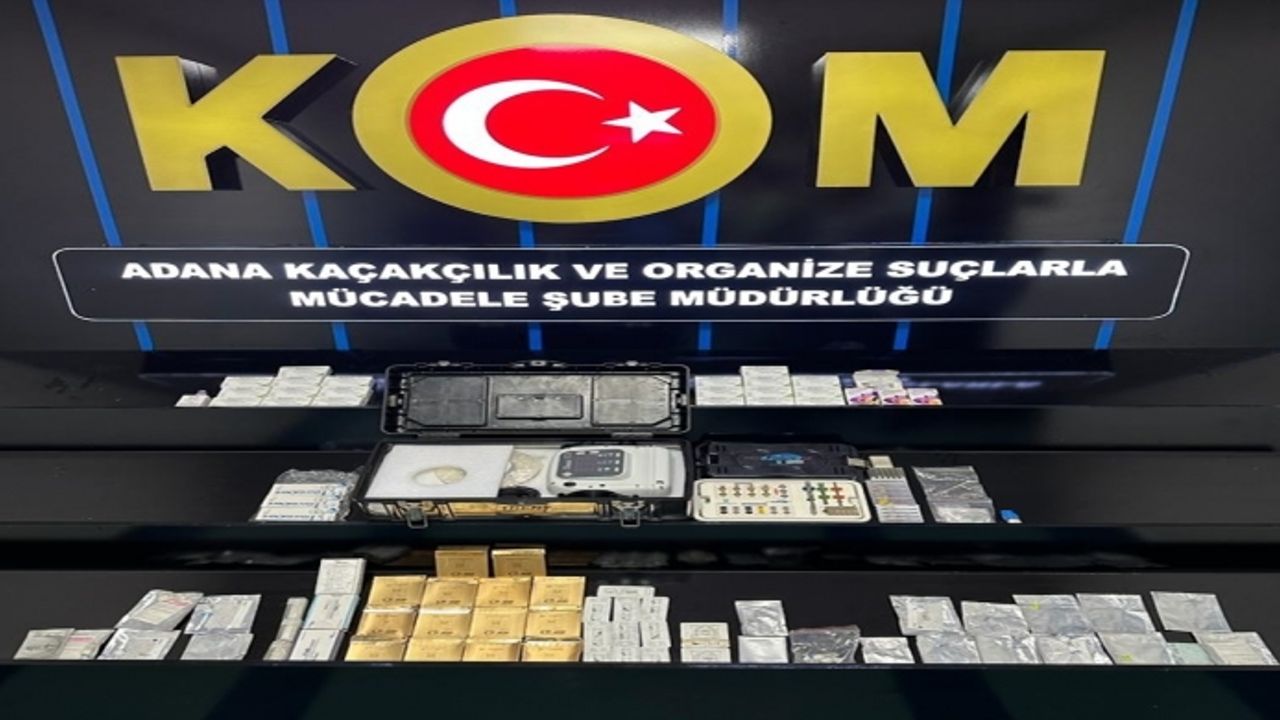 KOM
ADANA KAÇAKÇILIK VE ORGANİZE SUÇLARLA
MÜCADELE ŞUBE MÜDÜRLÜĞÜ